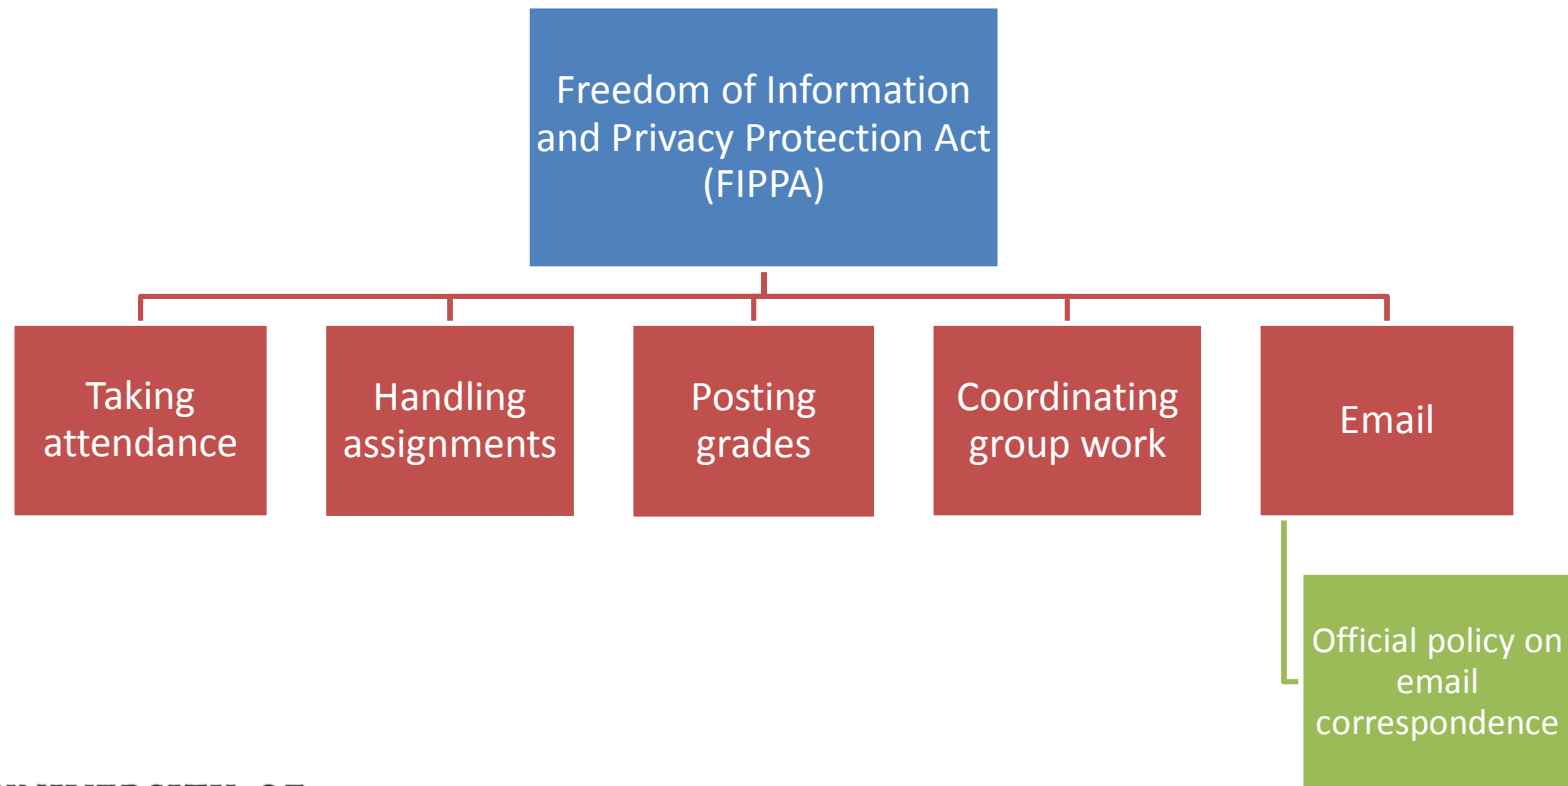 Freedom of Information
and Privacy Protection Act
(FIPPA)
Taking
attendance
Handling
assignments
Posting
grades
Coordinating
group work
Email
Official policy on
email
correspondence